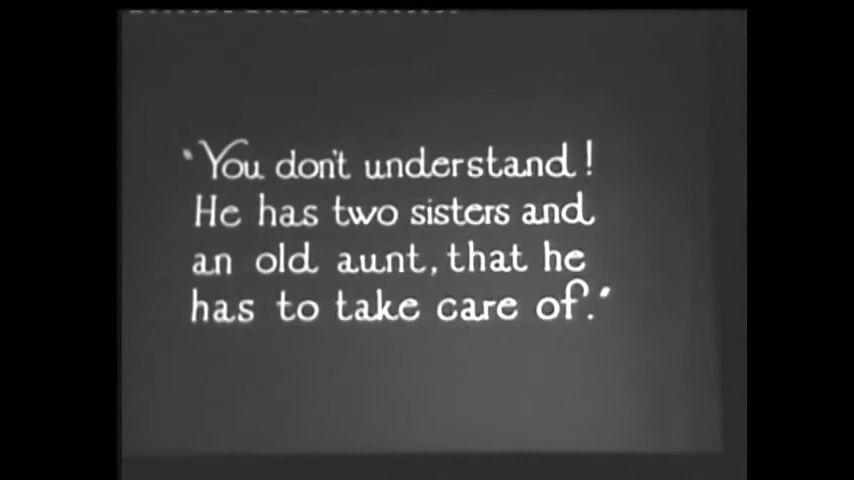 "You don't understand!
He has two sisters and
an old aunt, that he
has to take care of."